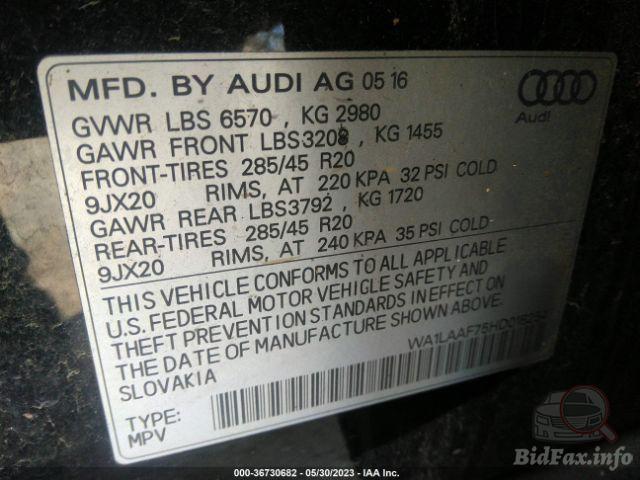 MFD. BY AUDI AG 05 16
Audi
GVWR LBS 6570 , KG 2980
GAWR FRONT LBS3208 , KG 1455
FRONT-TIRES 285/45 R20
9JX20 RIMS, AT 220 KPA 32 PSI COLD
GAWR REAR LBS3792 , KG 1720
REAR-TIRES 285/45 R20
9JX20 RIMS, AT 240 KPA 35 PSI COLD
THIS VEHICLE CONFORMS TO ALL APPLICABLE
U.S. FEDERAL MOTOR VEHICLE SAFETY AND
THEFT PREVENTION STANDARDS IN EFFECT ON
THE DATE OF MANUFACTURE SHOWN ABOVE.
SLOVAKIA
TYPE:
MPV
BidFax.info
000-36730682 - 05/30/2023 - IAA Inc.